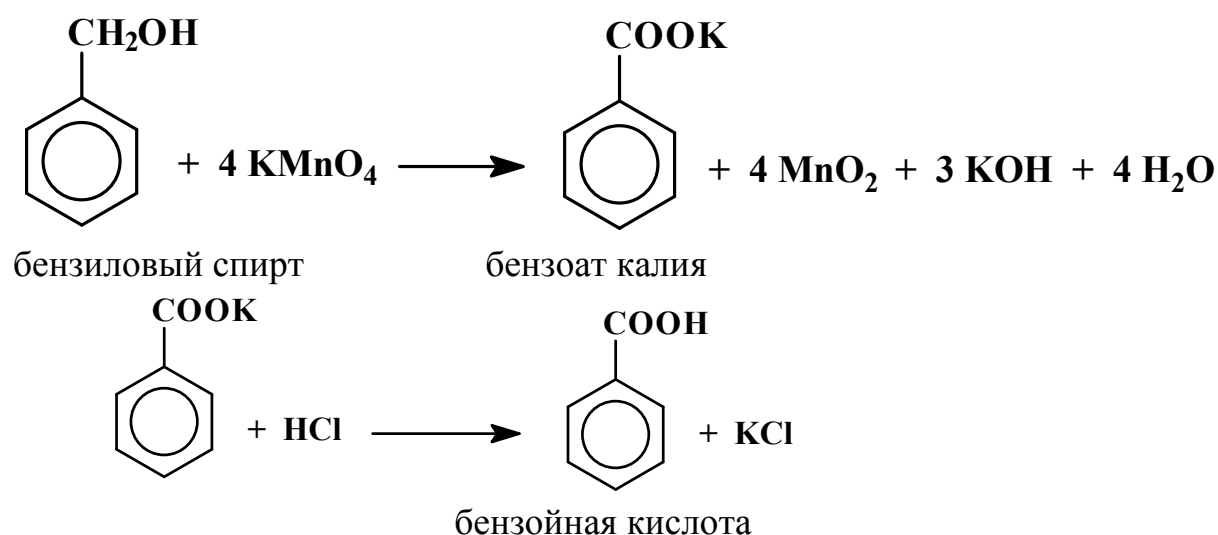 CH₂OH COOK
+ 4 KMnO₄ + 4 MnO₂ + 3 KOH + 4 H₂O
бензиловый спирт бензоат калия
COOK COOH
+ HCl + KCl
бензойная кислота